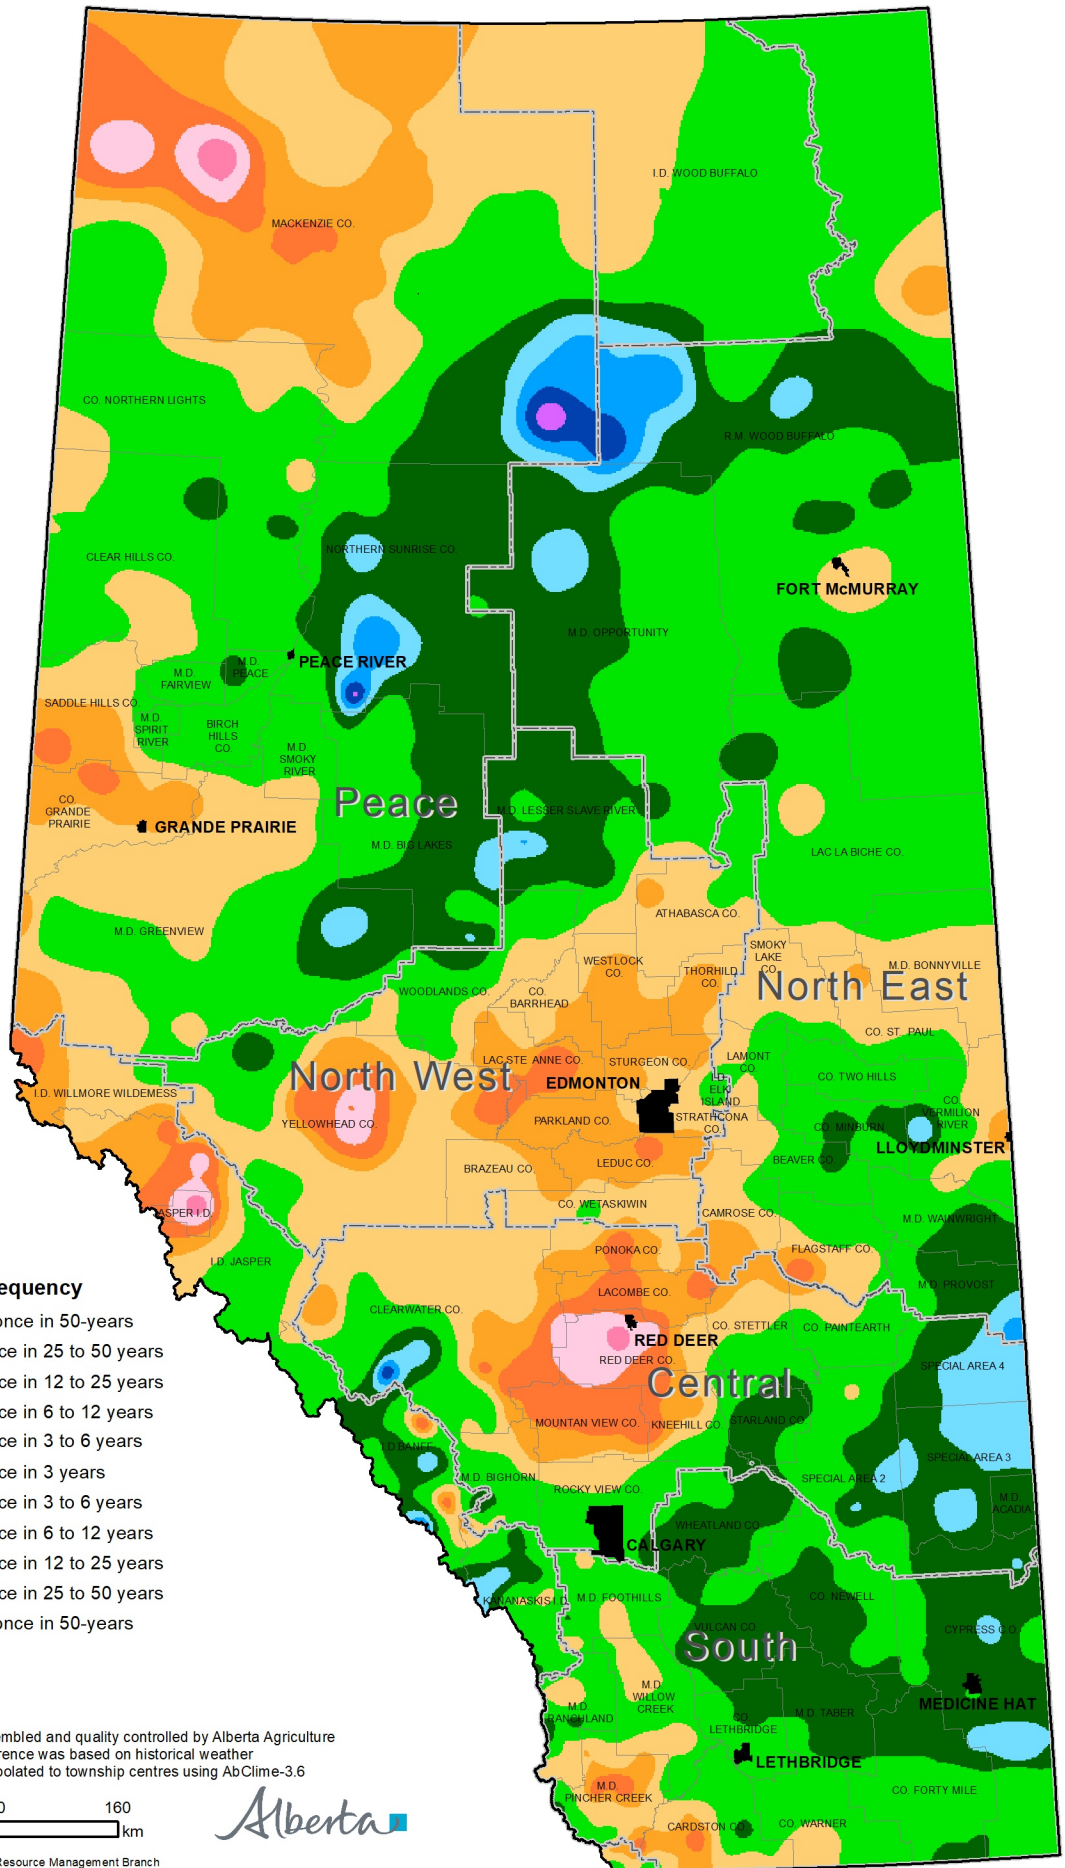 I.D. WOOD BUFFALO
MACKENZIE CO.
CO. NORTHERN LIGHTS
R.M. WOOD BUFFALO
NORTHERN SUNRISE CO.
CLEAR HILLS CO.
FORT McMURRAY
M.D. OPPORTUNITY
PEACE RIVER
M.D.
PEACE
M.D.
FAIRVIEW
SADDLE HILLS CO.
M.D.
SPIRIT
RIVER
BIRCH
HILLS
CO.
M.D.
SMOKY
RIVER
Peace
CO.
GRANDE
PRAIRIE
GRANDE PRAIRIE
M.D. LESSER SLAVE RIVER
M.D. BIG LAKES
LAC LA BICHE CO.
ATHABASCA CO.
M.D. GREENVIEW
SMOKY
LAKE
CO.
WESTLOCK
CO.
THORHILD
CO.
M.D. BONNYVILLE
North East
WOODLANDS CO.
CO.
BARRHEAD
CO. ST. PAUL
LAC STE ANNE CO.
STURGEON CO.
LAMONT
CO.
North West
EDMONTON
CO. TWO HILLS
I.D.
ELK
ISLAND
I.D. WILLMORE WILDERNESS
YELLOWHEAD CO.
PARKLAND CO.
STRATHCONA
CO.
CO.
VERMILION
RIVER
CO. MINBURN
LLOYDMINSTER
BRAZEAU CO.
LEDUC CO.
BEAVER CO.
CO. WETASKIWIN
CAMROSE CO.
JASPER I.D.
M.D. WAINWRIGHT
PONOKA CO.
FLAGSTAFF CO.
I.D. JASPER
M.D. PROVOST
equency
LACOMBE CO.
CLEARWATER CO.
once in 50-years
CO. STETTLER
CO. PAINTEARTH
RED DEER
ce in 25 to 50 years
RED DEER CO.
SPECIAL AREA 4
ce in 12 to 25 years
Central
ce in 6 to 12 years
MOUNTAIN VIEW CO.
KNEEHILL CO.
STARLAND CO.
ce in 3 to 6 years
I.D BANFF
SPECIAL AREA 3
ce in 3 years
M.D. BIGHORN
SPECIAL AREA 2
ROCKY VIEW CO.
ce in 3 to 6 years
M.D.
ACADIA
WHEATLAND CO.
ce in 6 to 12 years
CALGARY
ce in 12 to 25 years
ce in 25 to 50 years
KANANASKIS I.D.
M.D. FOOTHILLS
CO. NEWELL
once in 50-years
VULCAN CO.
CYPRESS CO
South
M.D.
WILLOW
CREEK
MEDICINE HAT
M.D.
RANCHLAND
CO.
LETHBRIDGE
M.D. TABER
mbled and quality controlled by Alberta Agriculture
rence was based on historical weather
polated to township centres using AbClime-3.6
LETHBRIDGE
M.D.
PINCHER CREEK
CO. FORTY MILE
0 160
km
Alberta
CARDSTON CO.
CO. WARNER
Resource Management Branch